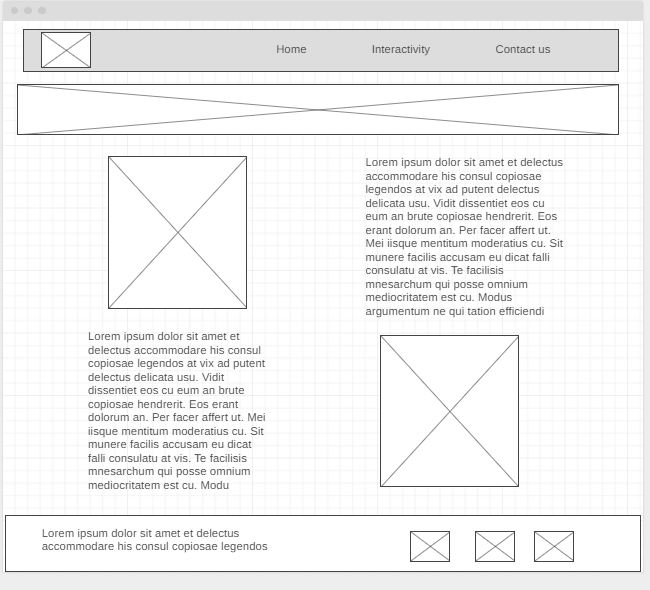 Home Interactivity Contact us
Lorem ipsum dolor sit amet et delectus
accommodare his consul copiosae
legendos at vix ad putent delectus
delicata usu. Vidit dissentiet eos cu
eum an brute copiosae hendrerit. Eos
erant dolorum an. Per facer affert ut.
Mei iisque mentitum moderatius cu. Sit
munere facilis accusam eu dicat falli
consulatu at vis. Te facilisis
mnesarchum qui posse omnium
mediocritatem est cu. Modus
argumentum ne qui tation efficiendi
Lorem ipsum dolor sit amet et
delectus accommodare his consul
copiosae legendos at vix ad putent
delectus delicata usu. Vidit
dissentiet eos cu eum an brute
copiosae hendrerit. Eos erant
dolorum an. Per facer affert ut. Mei
iisque mentitum moderatius cu. Sit
munere facilis accusam eu dicat
falli consulatu at vis. Te facilisis
mnesarchum qui posse omnium
mediocritatem est cu. Modu
Lorem ipsum dolor sit amet et delectus
accommodare his consul copiosae legendos